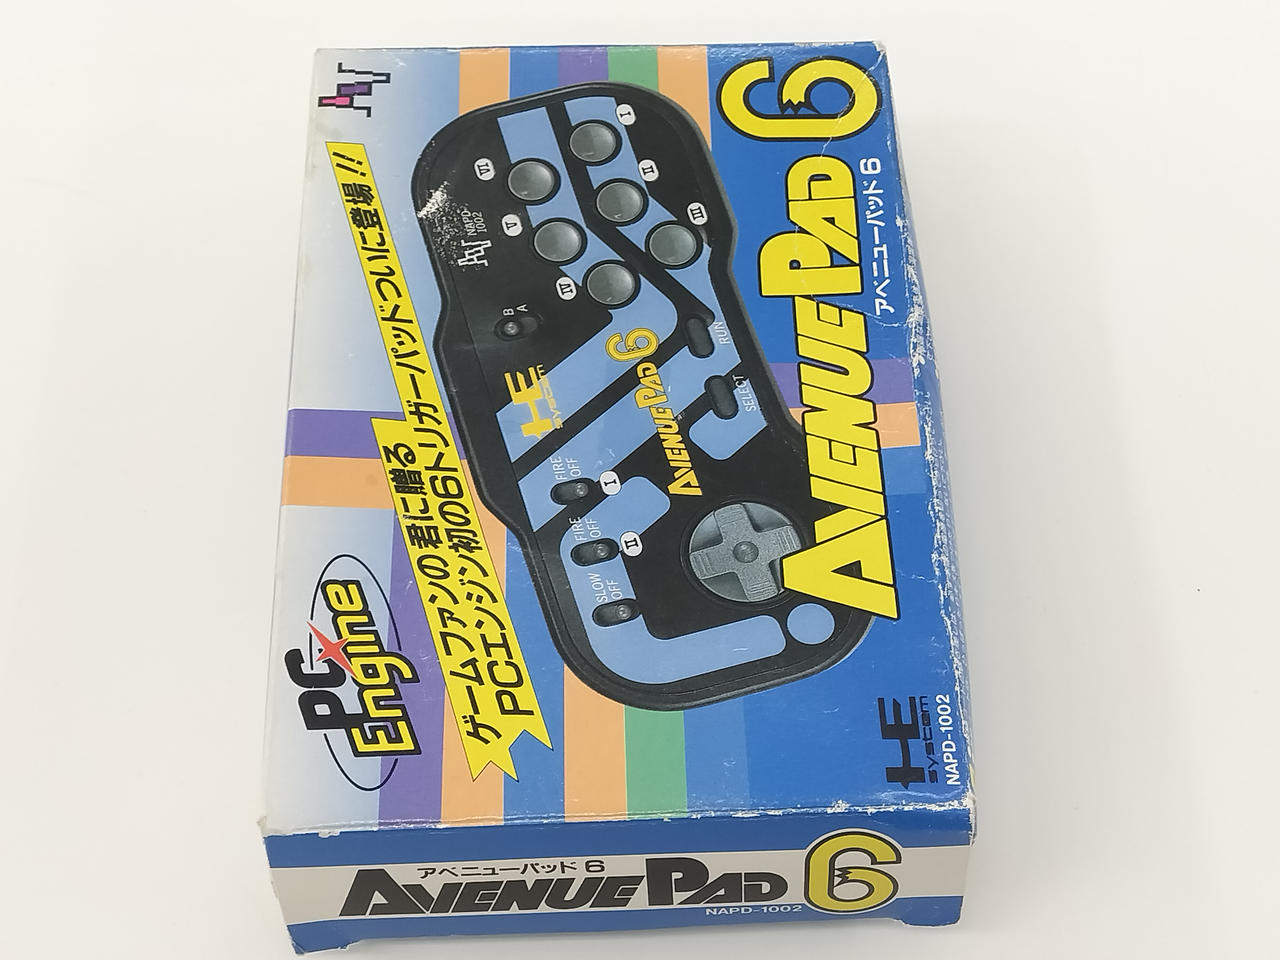 PC Engine
ゲームファンの君に贈る
PCエンジン初の6トリガーパッドついに登場!!
NAPD-
1002
I
II
III
IV
V
VI
B
A
RUN
SELECT
HE
system
AVENUE PAD 6
FIRE
OFF
I
FIRE
OFF
II
SLOW
OFF
AVENUE PAD 6
アベニューパッド 6
HE
system
NAPD-1002
アベニューパッド 6
AVENUE PAD 6
NAPD-1002